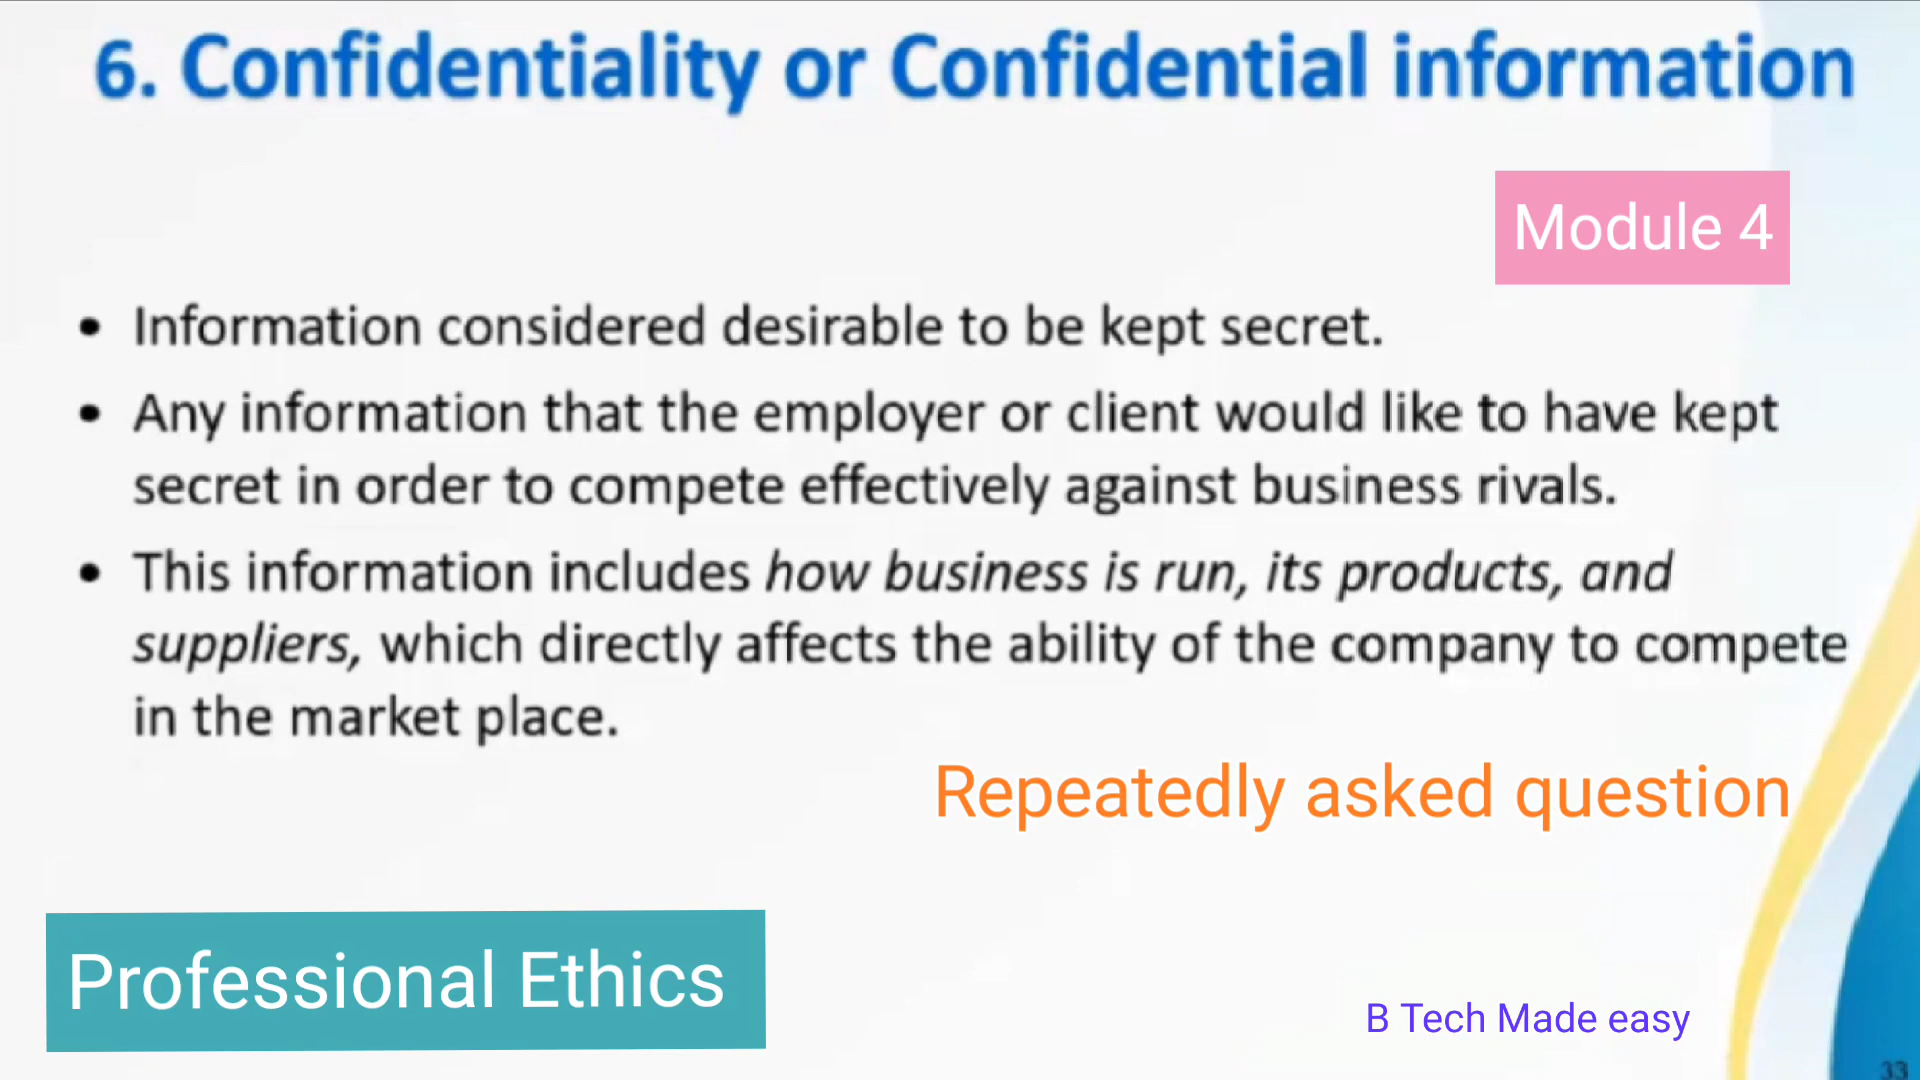 6. Confidentiality or Confidential information
Module 4
• Information considered desirable to be kept secret.
• Any information that the employer or client would like to have kept
secret in order to compete effectively against business rivals.
• This information includes how business is run, its products, and
suppliers, which directly affects the ability of the company to compete
in the market place.
Repeatedly asked question
Professional Ethics
B Tech Made easy
33